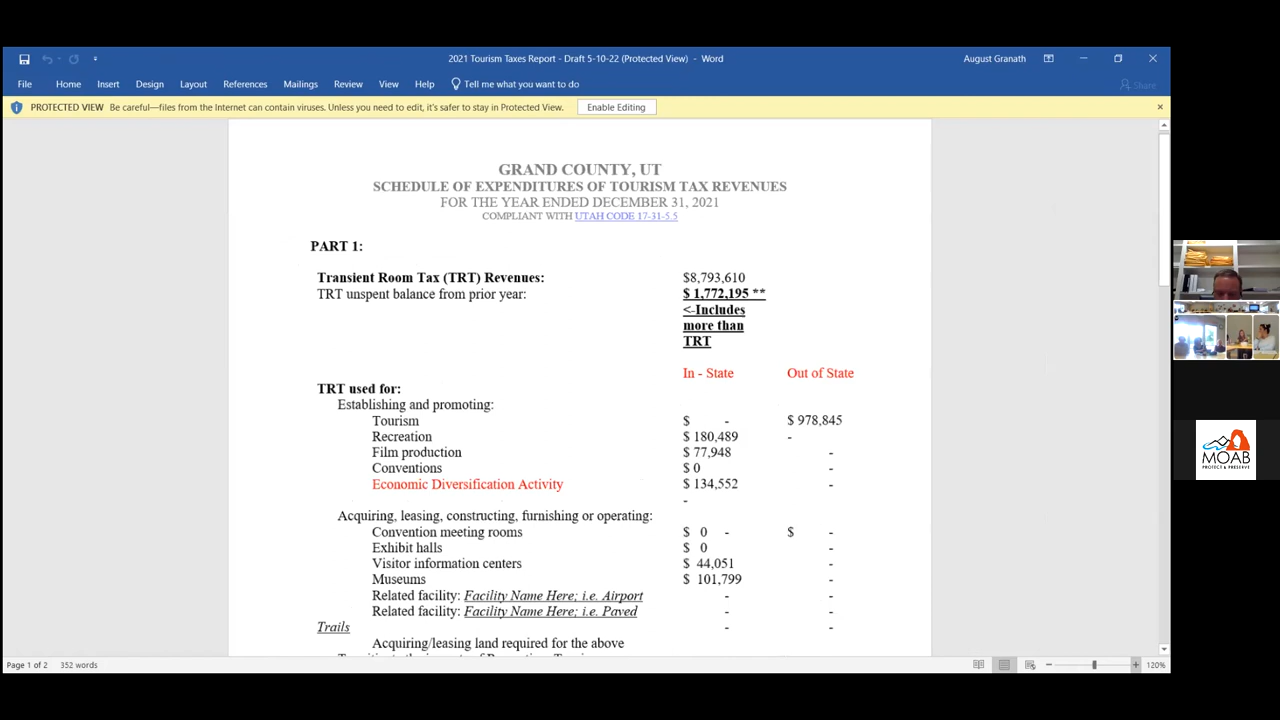 2021 Tourism Taxes Report - Draft 5-10-22 (Protected View) - Word
August Granath
File Home Insert Design Layout References Mailings Review View Help Tell me what you want to do
Share
PROTECTED VIEW Be careful—files from the Internet can contain viruses. Unless you need to edit, it's safer to stay in Protected View. Enable Editing
GRAND COUNTY, UT
SCHEDULE OF EXPENDITURES OF TOURISM TAX REVENUES
FOR THE YEAR ENDED DECEMBER 31, 2021
COMPLIANT WITH UTAH CODE 17-31-5.5
PART 1:
Transient Room Tax (TRT) Revenues: $8,793,610
TRT unspent balance from prior year: $ 1,772,195 **
<-Includes
more than
TRT
In - State Out of State
TRT used for:
Establishing and promoting:
Tourism $ - $ 978,845
Recreation $ 180,489 -
Film production $ 77,948 -
Conventions $ 0 -
Economic Diversification Activity $ 134,552 -
-
Acquiring, leasing, constructing, furnishing or operating:
Convention meeting rooms $ 0 - $ -
Exhibit halls $ 0 -
Visitor information centers $ 44,051 -
Museums $ 101,799 -
Related facility: Facility Name Here; i.e. Airport - -
Related facility: Facility Name Here; i.e. Paved - -
Trails - -
Acquiring/leasing land required for the above
Page 1 of 2 352 words
120%
MOAB
PROTECT & PRESERVE